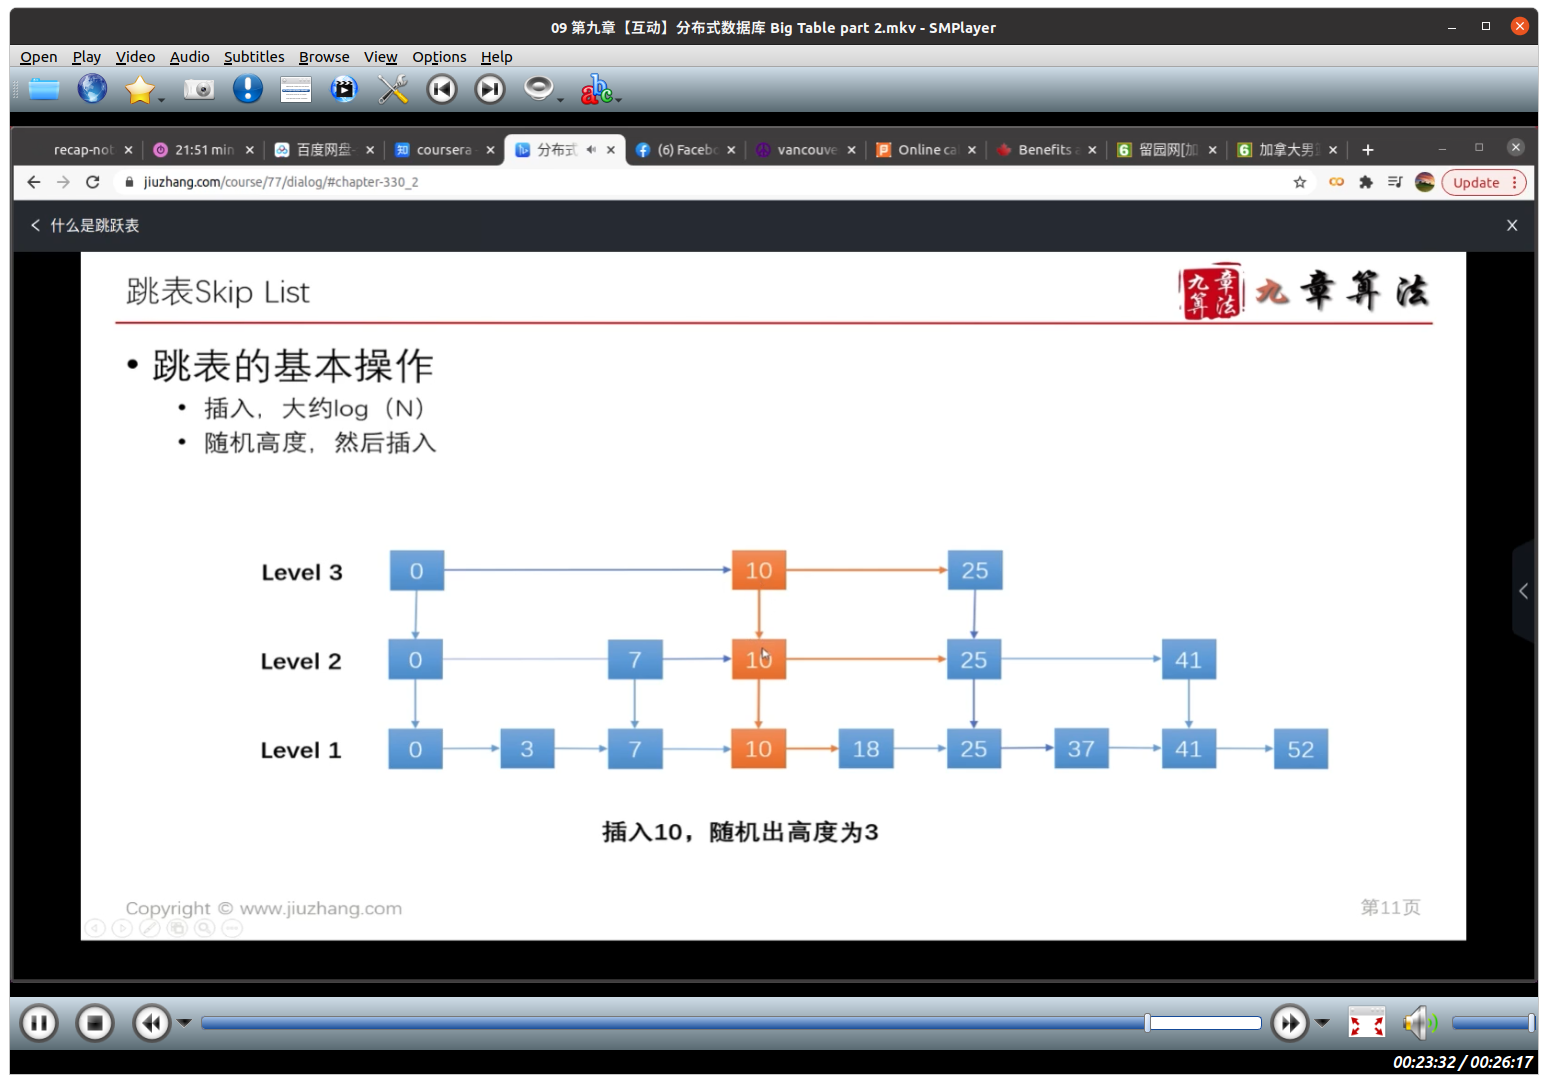 09 第九章【互动】分布式数据库 Big Table part 2.mkv - SMPlayer
Open Play Video Audio Subtitles Browse View Options Help
recap-not 21:51 min 百度网盘- coursera 分布式 (6) Faceb vancouve Online ca Benefits 留园网[加 加拿大男
jiuzhang.com/course/77/dialog/#chapter-330_2 Update
什么是跳跃表
跳表Skip List
九章算法 九章算法
• 跳表的基本操作
• 插入，大约log（N）
• 随机高度，然后插入
Level 3 0 10 25
Level 2 0 7 10 25 41
Level 1 0 3 7 10 18 25 37 41 52
插入10，随机出高度为3
Copyright © www.jiuzhang.com 第11页
00:23:32 / 00:26:17